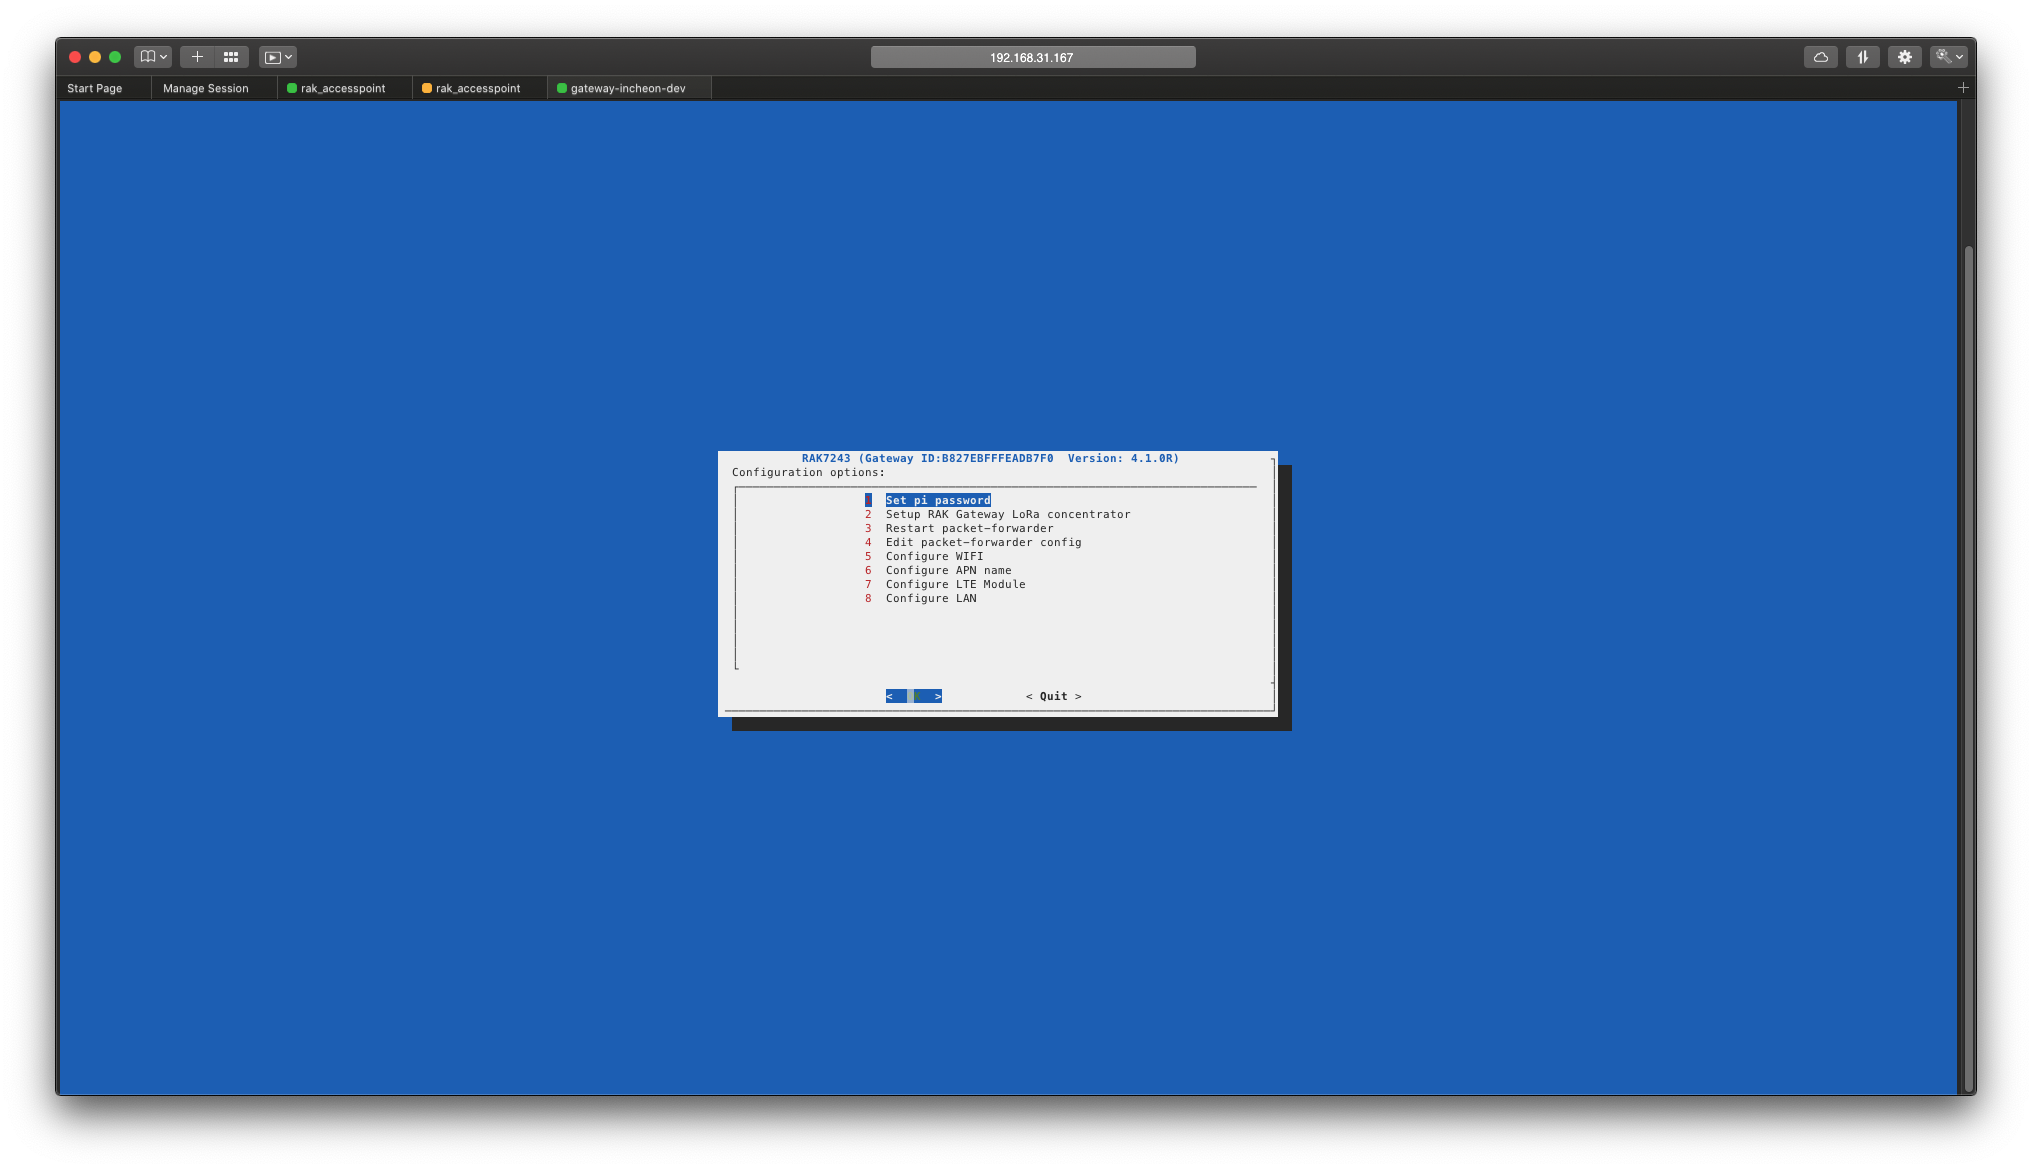 192.168.31.167
Start Page
Manage Session
rak_accesspoint
rak_accesspoint
gateway-incheon-dev
RAK7243 (Gateway ID:B827EBFFFEADB7F0 Version: 4.1.0R)
Configuration options:
Set pi password
2 Setup RAK Gateway LoRa concentrator
3 Restart packet-forwarder
4 Edit packet-forwarder config
5 Configure WIFI
6 Configure APN name
7 Configure LTE Module
8 Configure LAN
< >
< Quit >